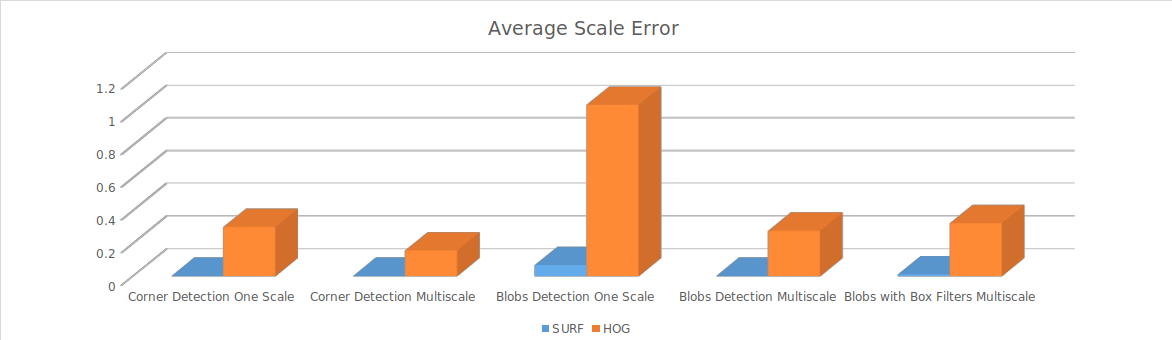 Average Scale Error
1.2
1
0.8
0.6
0.4
0.2
0
Corner Detection One Scale Corner Detection Multiscale Blobs Detection One Scale Blobs Detection Multiscale Blobs with Box Filters Multiscale
SURF HOG